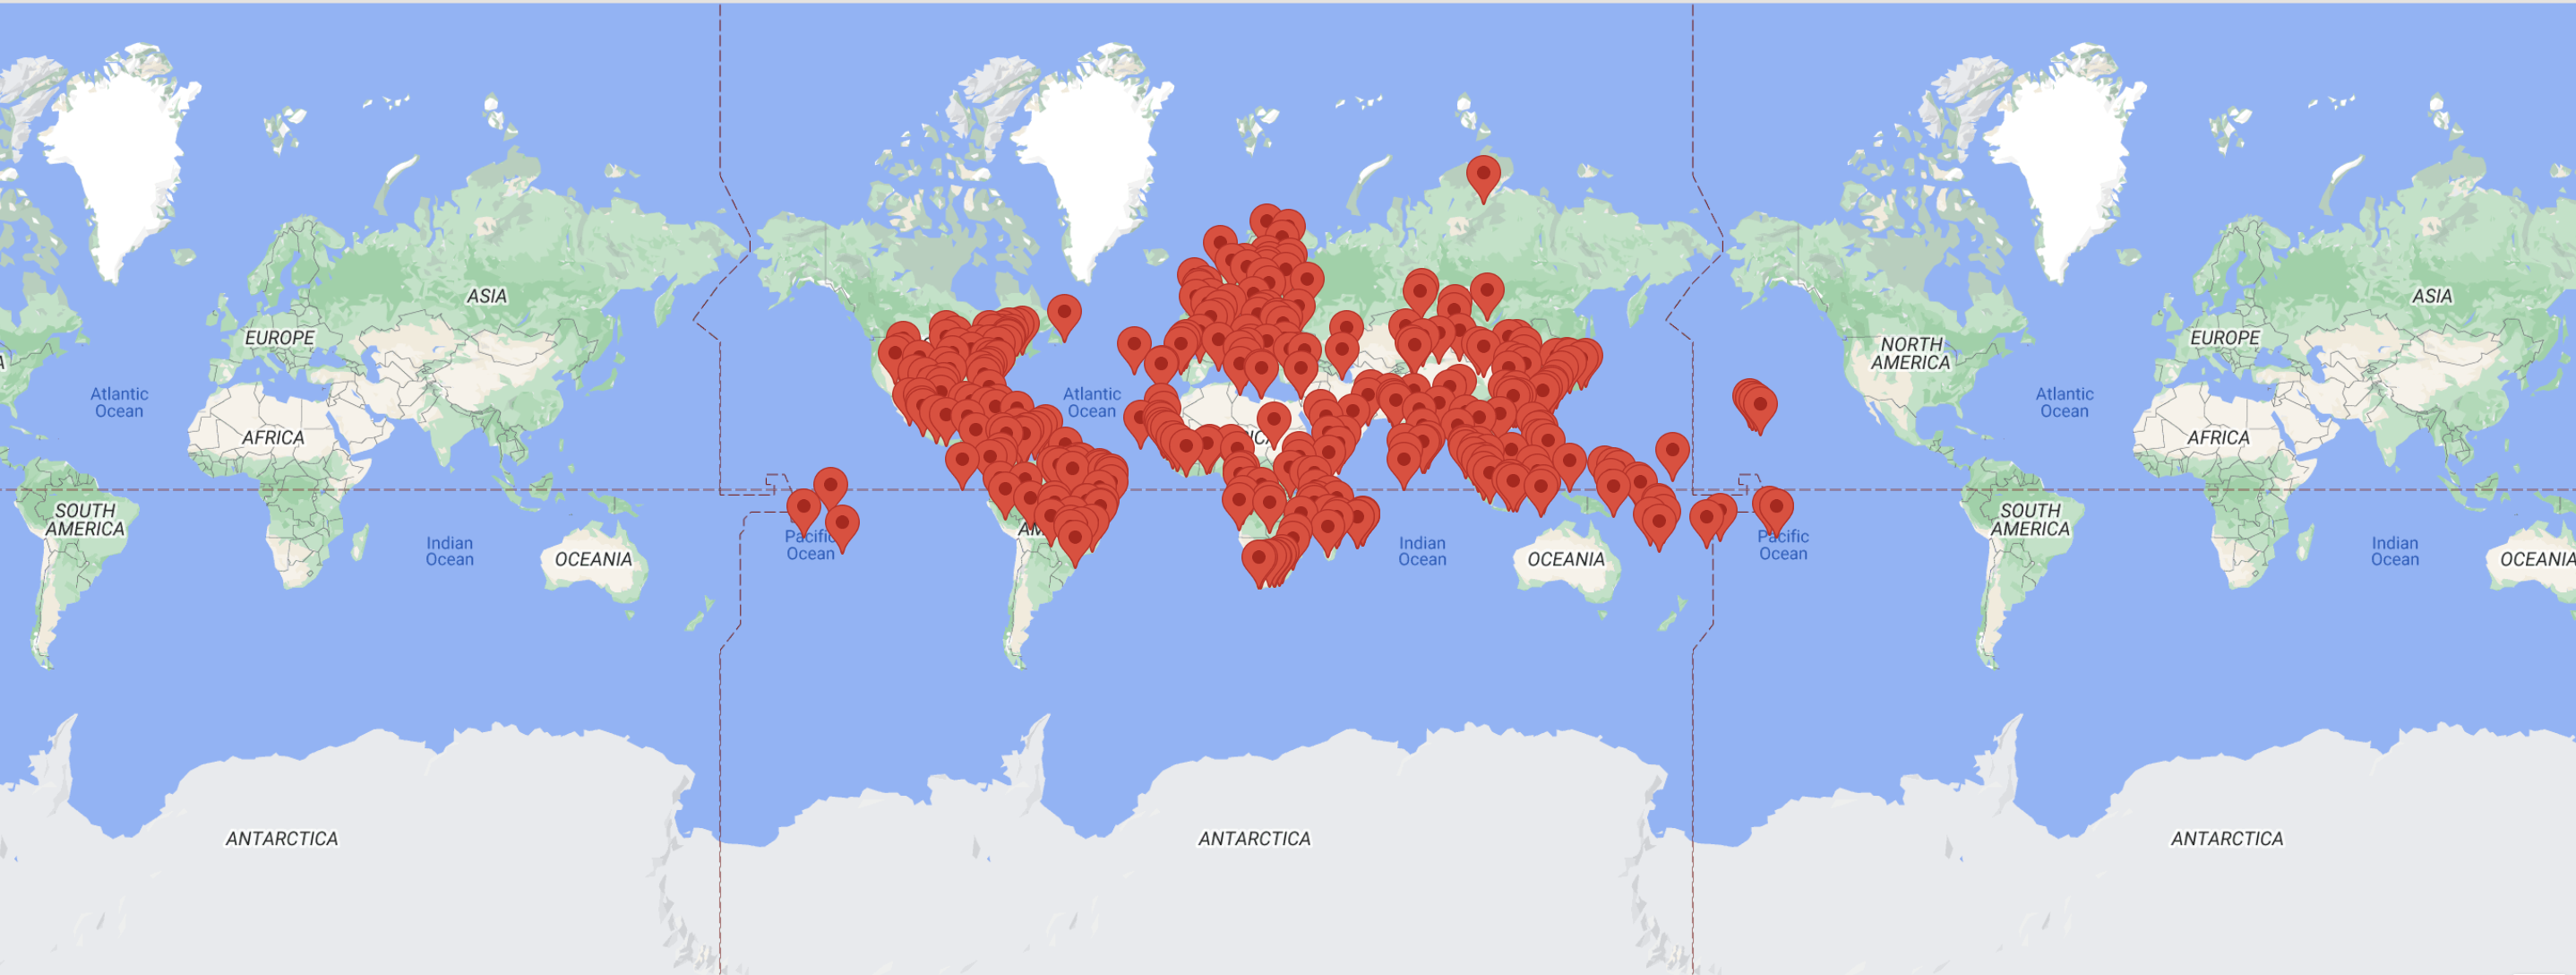 ASIA
EUROPE
A
Atlantic
Ocean
AFRICA
SOUTH
AMERICA
Indian
Ocean
OCEANIA
ANTARCTICA
Atlantic
Ocean
Pacific
Ocean
AM
ICA
Indian
Ocean
OCEANIA
ANTARCTICA
NORTH
AMERICA
Pacific
Ocean
ASIA
EUROPE
Atlantic
Ocean
AFRICA
SOUTH
AMERICA
Indian
Ocean
OCEANIA
ANTARCTICA